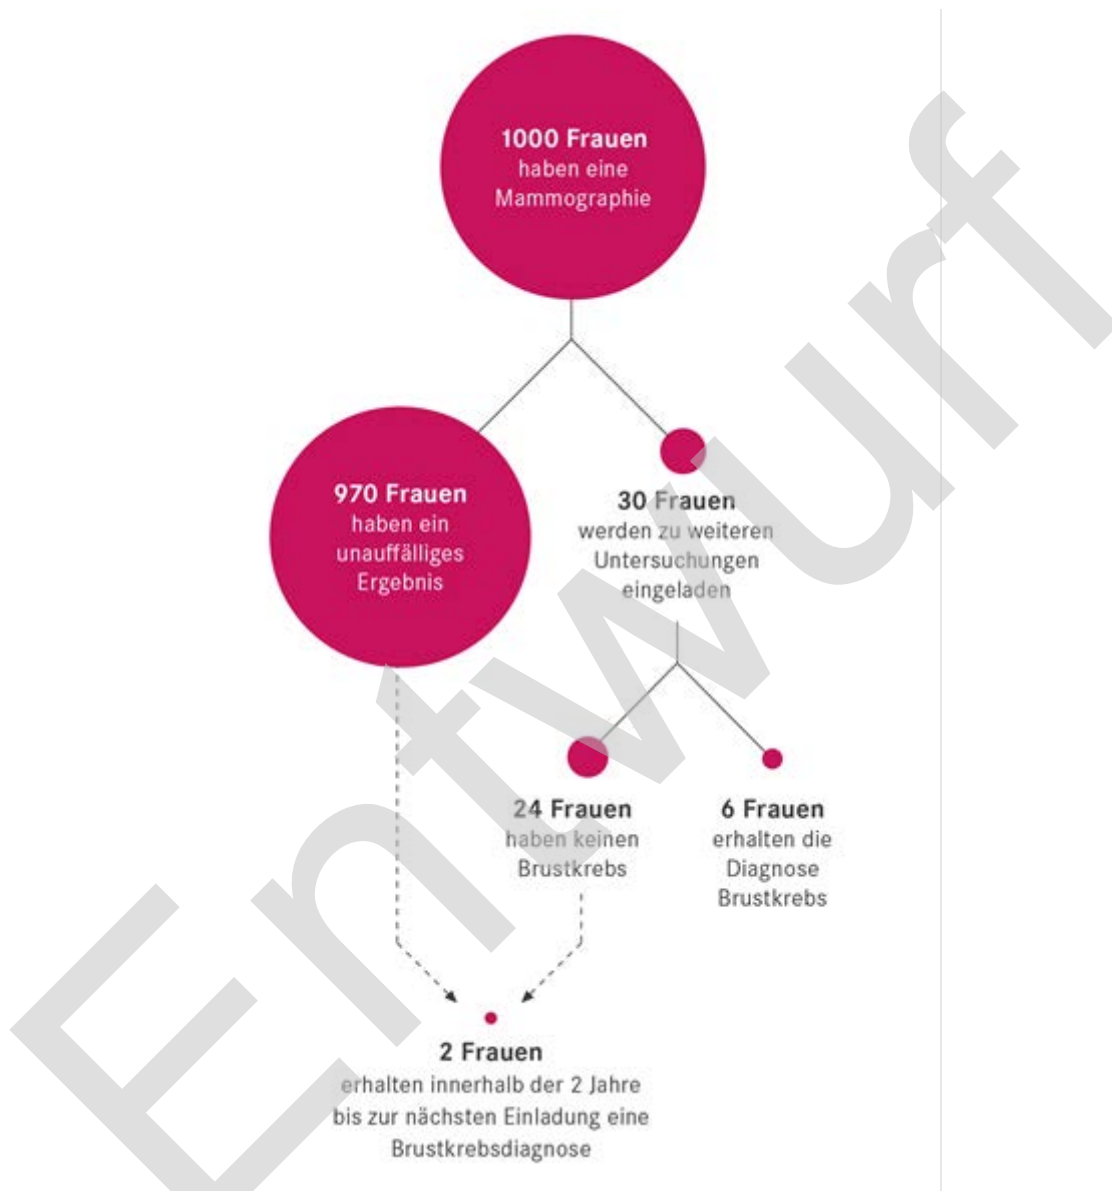 1000 Frauen
haben eine
Mammographie
970 Frauen
haben ein
unauffälliges
Ergebnis
30 Frauen
werden zu weiteren
Untersuchungen
eingeladen
24 Frauen
haben keinen
Brustkrebs
6 Frauen
erhalten die
Diagnose
Brustkrebs
2 Frauen
erhalten innerhalb der 2 Jahre
bis zur nächsten Einladung eine
Brustkrebsdiagnose
Entwurf